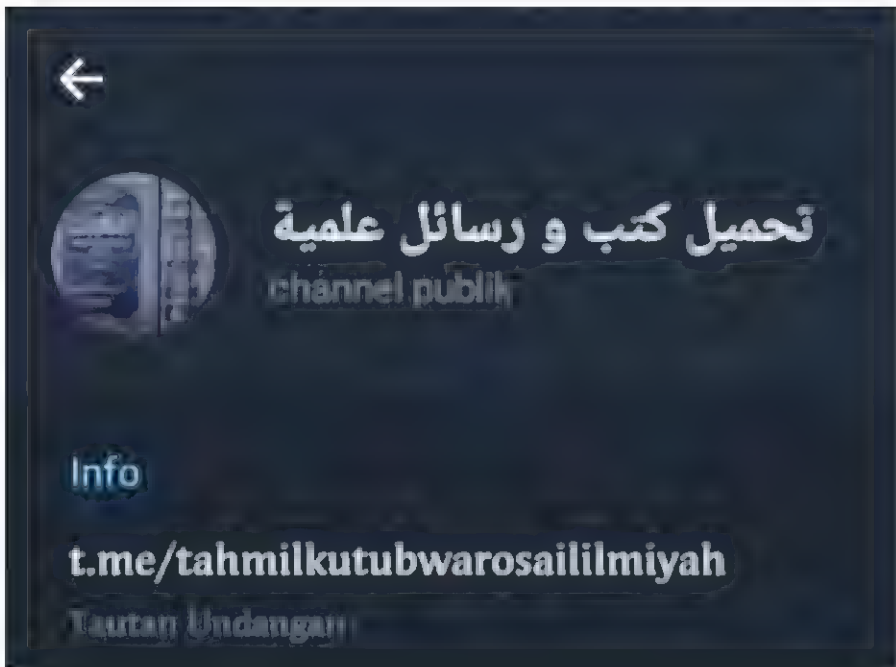 تحميل كتب و رسائل علمية
channel publik
Info
t.me/tahmilkutubwarosaililmiyah
Tautan Undangan